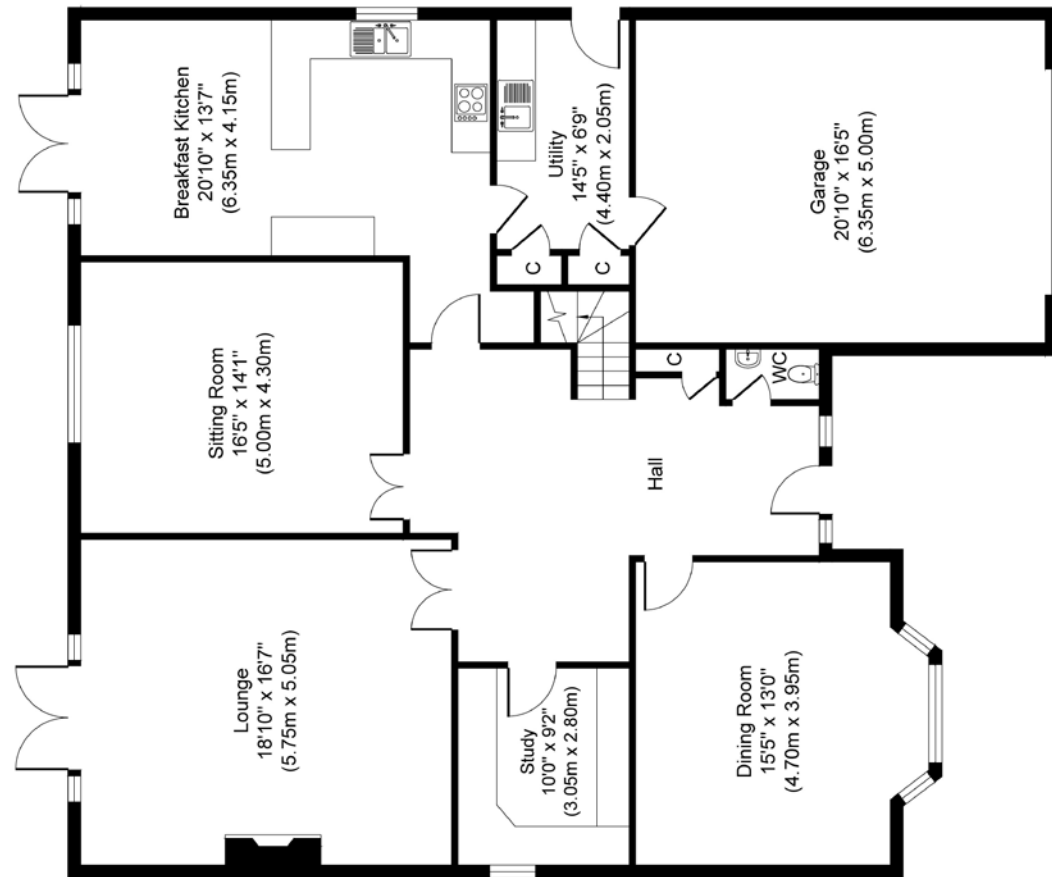 Breakfast Kitchen
20'10" x 13'7"
(6.35m x 4.15m)
Utility
14'5" x 6'9"
(4.40m x 2.05m)
Garage
20'10" x 16'5"
(6.35m x 5.00m)
C
C
Sitting Room
16'5" x 14'1"
(5.00m x 4.30m)
C
WC
Hall
Lounge
18'10" x 16'7"
(5.75m x 5.05m)
Study
10'0" x 9'2"
(3.05m x 2.80m)
Dining Room
15'5" x 13'0"
(4.70m x 3.95m)